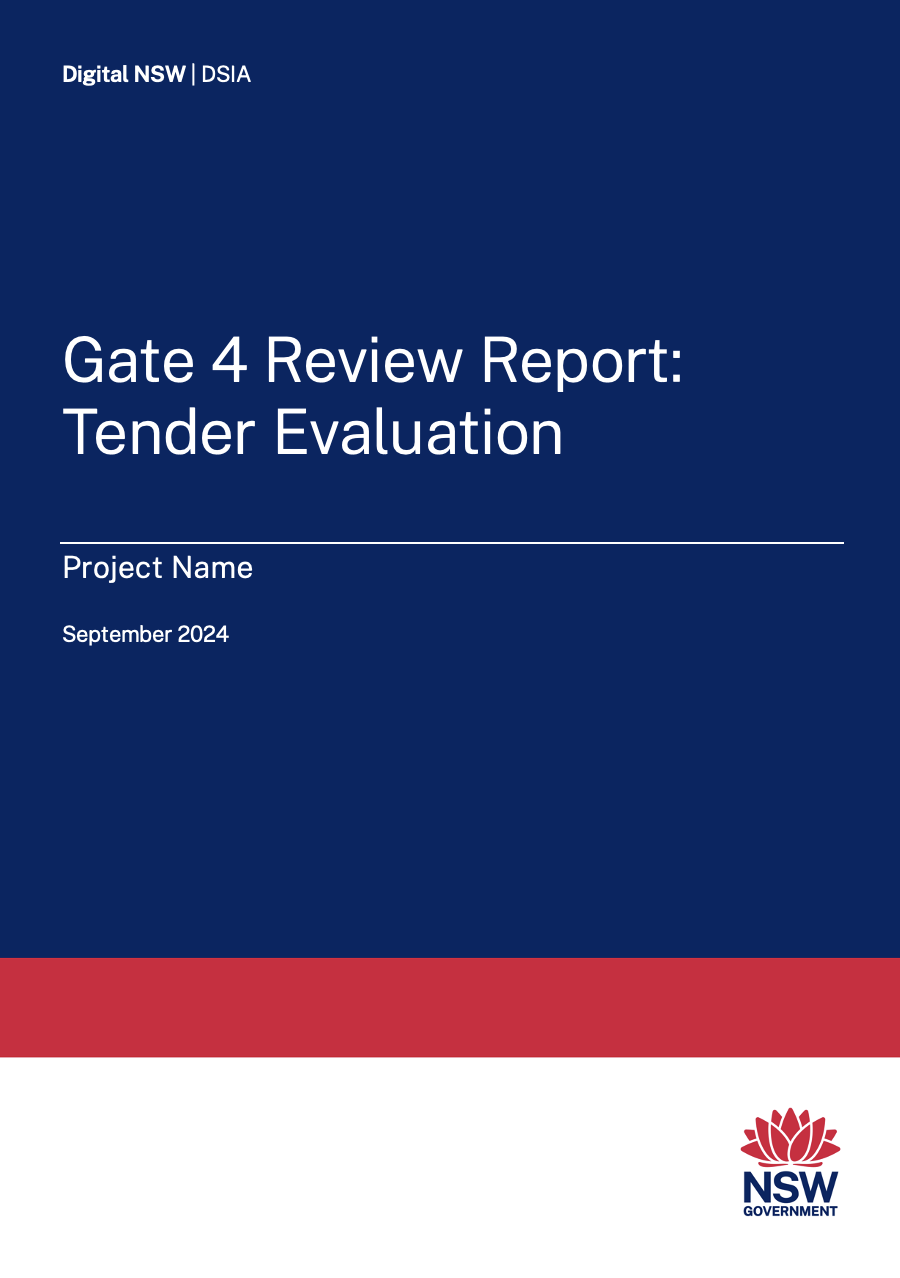 Digital NSW | DSIA
Gate 4 Review Report:
Tender Evaluation
Project Name
September 2024
NSW
GOVERNMENT